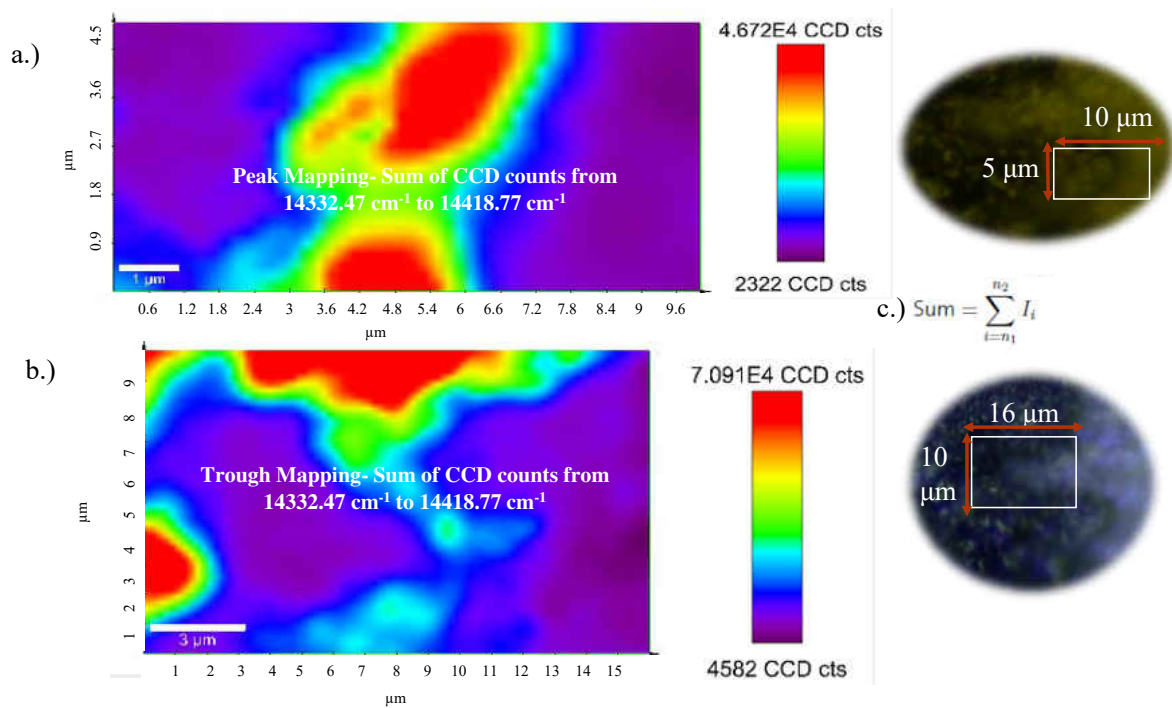 a.)
4.5
3.6
2.7
1.8
0.9
µm
Peak Mapping- Sum of CCD counts from
14332.47 cm⁻¹ to 14418.77 cm⁻¹
1 µm
0.6 1.2 1.8 2.4 3 3.6 4.2 4.8 5.4 6 6.6 7.2 7.8 8.4 9 9.6
µm
4.672E4 CCD cts
2322 CCD cts
10 µm
5 µm
c.) Sum = \sum_{i=n_1}^{n_2} I_i
b.)
9
8
7
6
5
4
3
2
1
µm
Trough Mapping- Sum of CCD counts from
14332.47 cm⁻¹ to 14418.77 cm⁻¹
3 µm
1 2 3 4 5 6 7 8 9 10 11 12 13 14 15
µm
7.091E4 CCD cts
4582 CCD cts
16 µm
10
µm